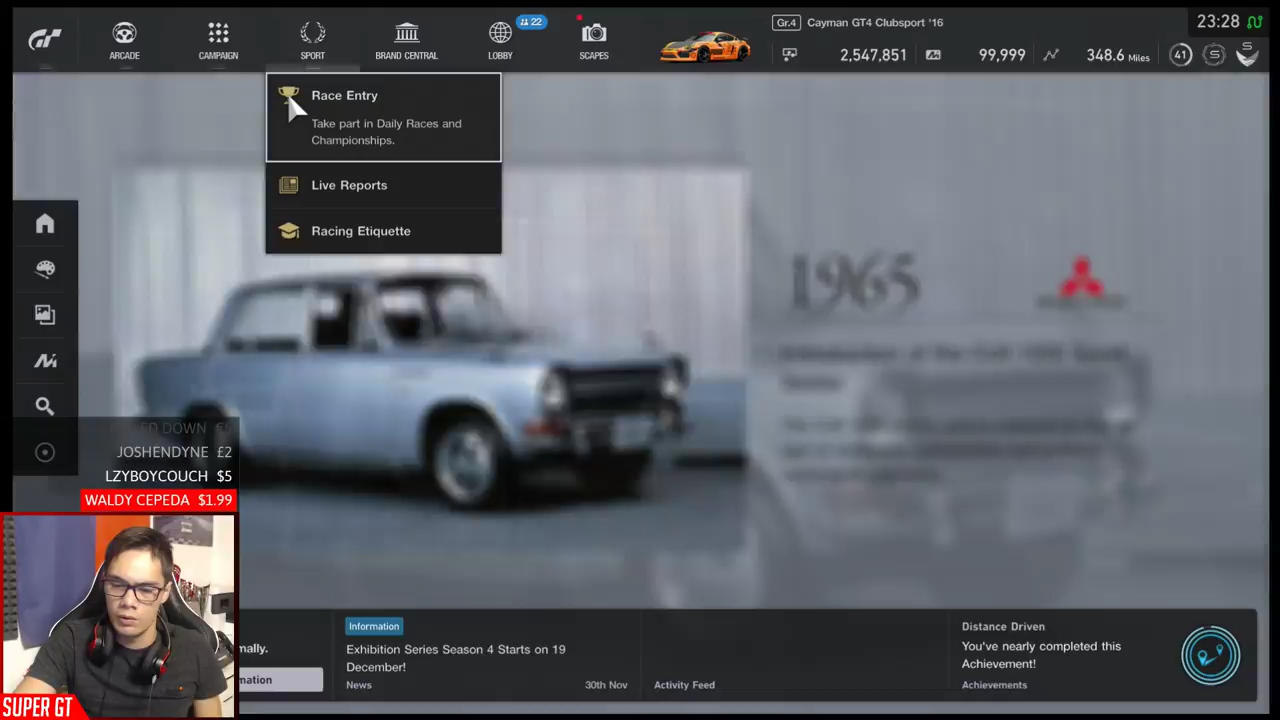 ARCADE
CAMPAIGN
SPORT
BRAND CENTRAL
LOBBY
22
SCAPES
Gr.4
Cayman GT4 Clubsport '16
23:28
2,547,851
99,999
348.6 Miles
41
S
S
Race Entry
Take part in Daily Races and
Championships.
Live Reports
Racing Etiquette
1965
JOSHENDYNE £2
LZYBOYCOUCH $5
WALDY CEPEDA $1.99
SUPER GT
Information
Exhibition Series Season 4 Starts on 19
December!
News
30th Nov
Activity Feed
Distance Driven
You've nearly completed this
Achievement!
Achievements